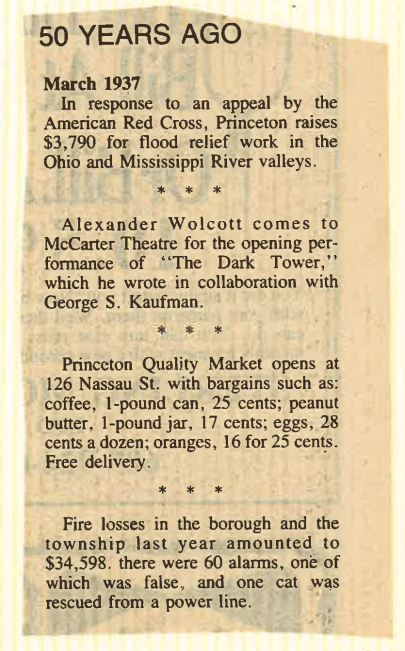 50 YEARS AGO
March 1937
In response to an appeal by the
American Red Cross, Princeton raises
$3,790 for flood relief work in the
Ohio and Mississippi River valleys.
* * *
Alexander Wolcott comes to
McCarter Theatre for the opening per-
formance of ‘‘The Dark Tower,’’
which he wrote in collaboration with
George S. Kaufman.
* * *
Princeton Quality Market opens at
126 Nassau St. with bargains such as:
coffee, 1-pound can, 25 cents; peanut
butter, 1-pound jar, 17 cents; eggs, 28
cents a dozen; oranges, 16 for 25 cents.
Free delivery.
* * *
Fire losses in the borough and the
township last year amounted to
$34,598. there were 60 alarms, one of
which was false, and one cat was
rescued from a power line.